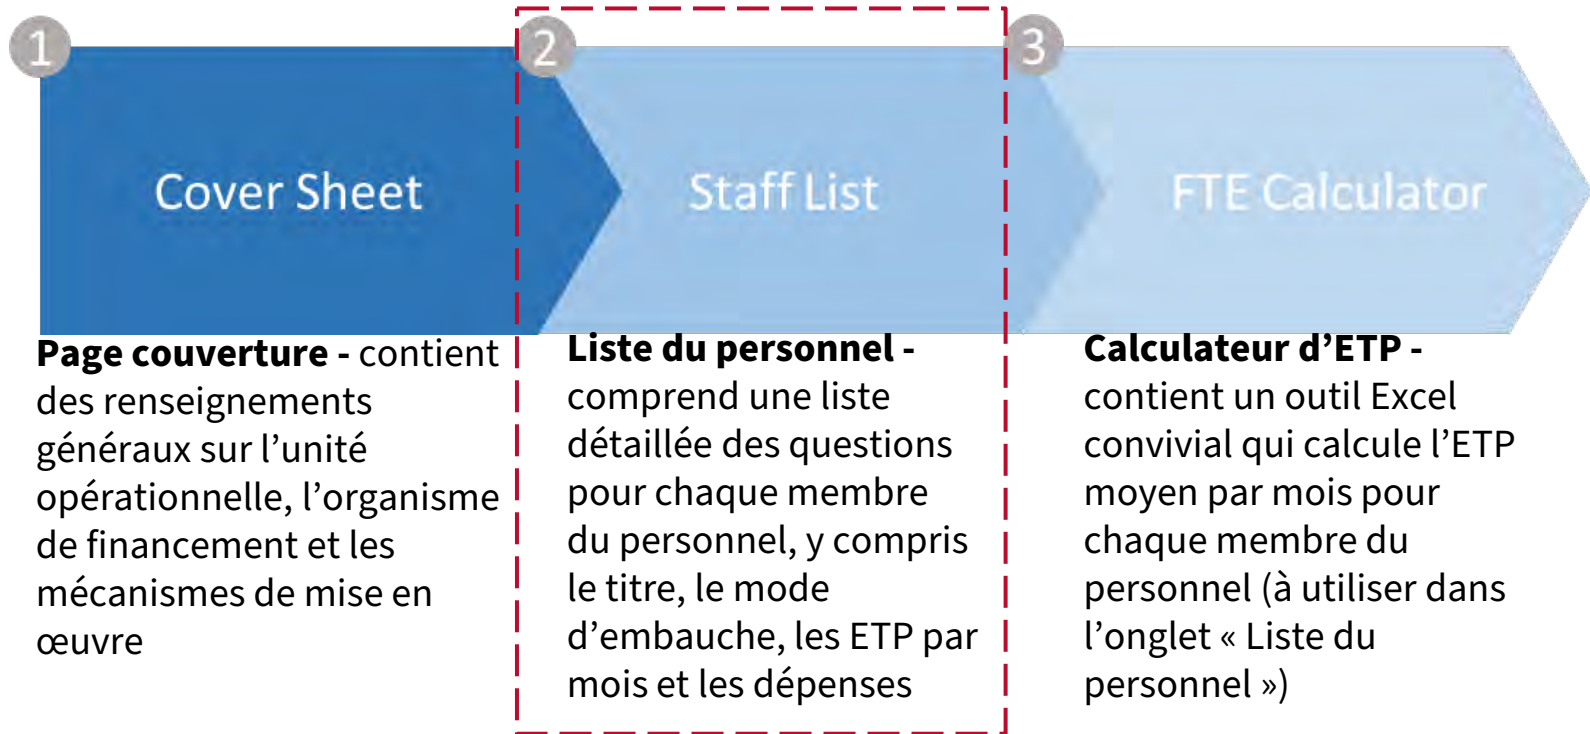 1
Cover Sheet
2
Staff List
3
FTE Calculator
Page couverture - contient
des renseignements
généraux sur l’unité
opérationnelle, l’organisme
de financement et les
mécanismes de mise en
œuvre
Liste du personnel -
comprend une liste
détaillée des questions
pour chaque membre
du personnel, y compris
le titre, le mode
d’embauche, les ETP par
mois et les dépenses
Calculateur d’ETP -
contient un outil Excel
convivial qui calcule l’ETP
moyen par mois pour
chaque membre du
personnel (à utiliser dans
l’onglet « Liste du
personnel »)